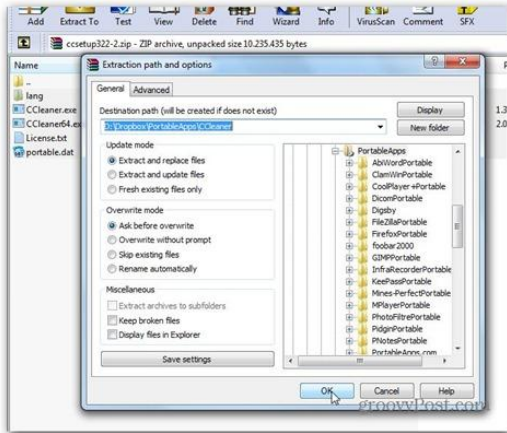 Add Extract To Test View Delete Find Wizard Info VirusScan Comment SFX
ccsetup322-2.zip - ZIP archive, unpacked size 10.235.435 bytes
Name
..
lang
CCleaner.exe
CCleaner64.ex
License.txt
portable.dat
1.3
2.0
Extraction path and options
General Advanced
Destination path (will be created if does not exist)
D:\Dropbox\PortableApps\CCleaner
Display
New folder
Update mode
Extract and replace files
Extract and update files
Fresh existing files only
Overwrite mode
Ask before overwrite
Overwrite without prompt
Skip existing files
Rename automatically
Miscellaneous
Extract archives to subfolders
Keep broken files
Display files in Explorer
Save settings
PortableApps
AbiWordPortable
ClamWinPortable
CoolPlayer+Portable
DicomPortable
Digsby
FileZillaPortable
FirefoxPortable
foobar2000
GIMPPortable
InfraRecorderPortable
KeePassPortable
Mines-PerfectPortable
MPlayerPortable
PhotoFiltrePortable
PidginPortable
PNotesPortable
PortableApps.com
OK Cancel Help
groovyPost.com